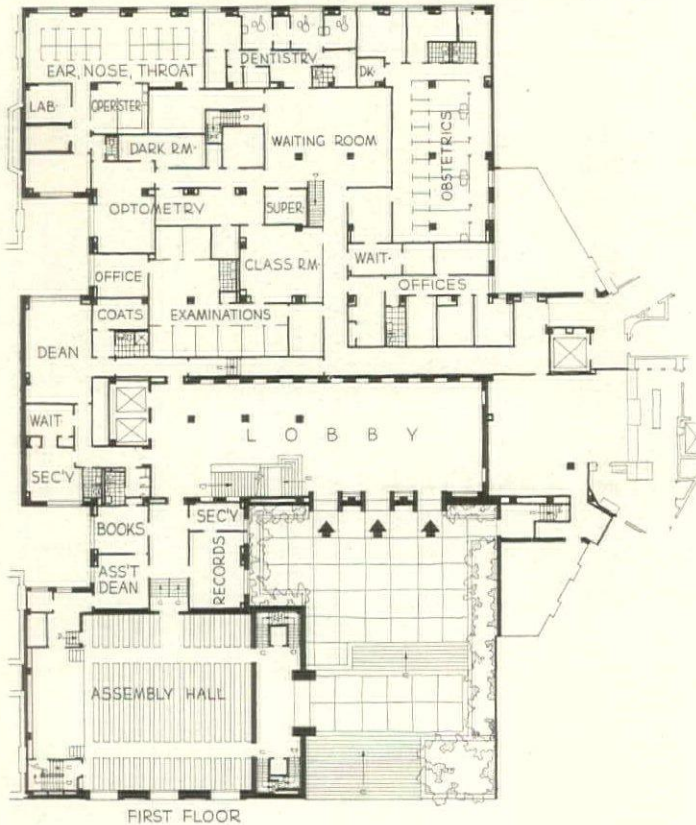 EAR, NOSE, THROAT
DENTISTRY
DK.
LAB.
OPER.
STER.
DARK RM.
WAITING ROOM
OBSTETRICS
OPTOMETRY
SUPER.
CLASS RM.
WAIT.
OFFICE
OFFICES
COATS
EXAMINATIONS
DEAN
WAIT.
LOBBY
SEC'Y
BOOKS
SEC'Y
ASS'T
DEAN
RECORDS
ASSEMBLY HALL
FIRST FLOOR